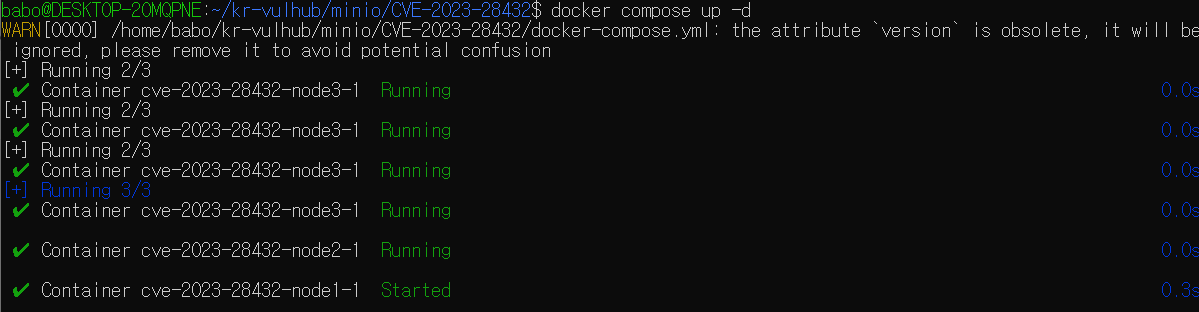 babo@DESKTOP-2OMQPNE:~/kr-vulhub/minio/CVE-2023-28432$ docker compose up -d
WARN[0000] /home/babo/kr-vulhub/minio/CVE-2023-28432/docker-compose.yml: the attribute `version` is obsolete, it will be
 ignored, please remove it to avoid potential confusion
[+] Running 2/3
 ✔ Container cve-2023-28432-node3-1  Running 0.0s
[+] Running 2/3
 ✔ Container cve-2023-28432-node3-1  Running 0.0s
[+] Running 2/3
 ✔ Container cve-2023-28432-node3-1  Running 0.0s
[+] Running 3/3
 ✔ Container cve-2023-28432-node3-1  Running 0.0s
 ✔ Container cve-2023-28432-node2-1  Running 0.0s
 ✔ Container cve-2023-28432-node1-1  Started 0.3s